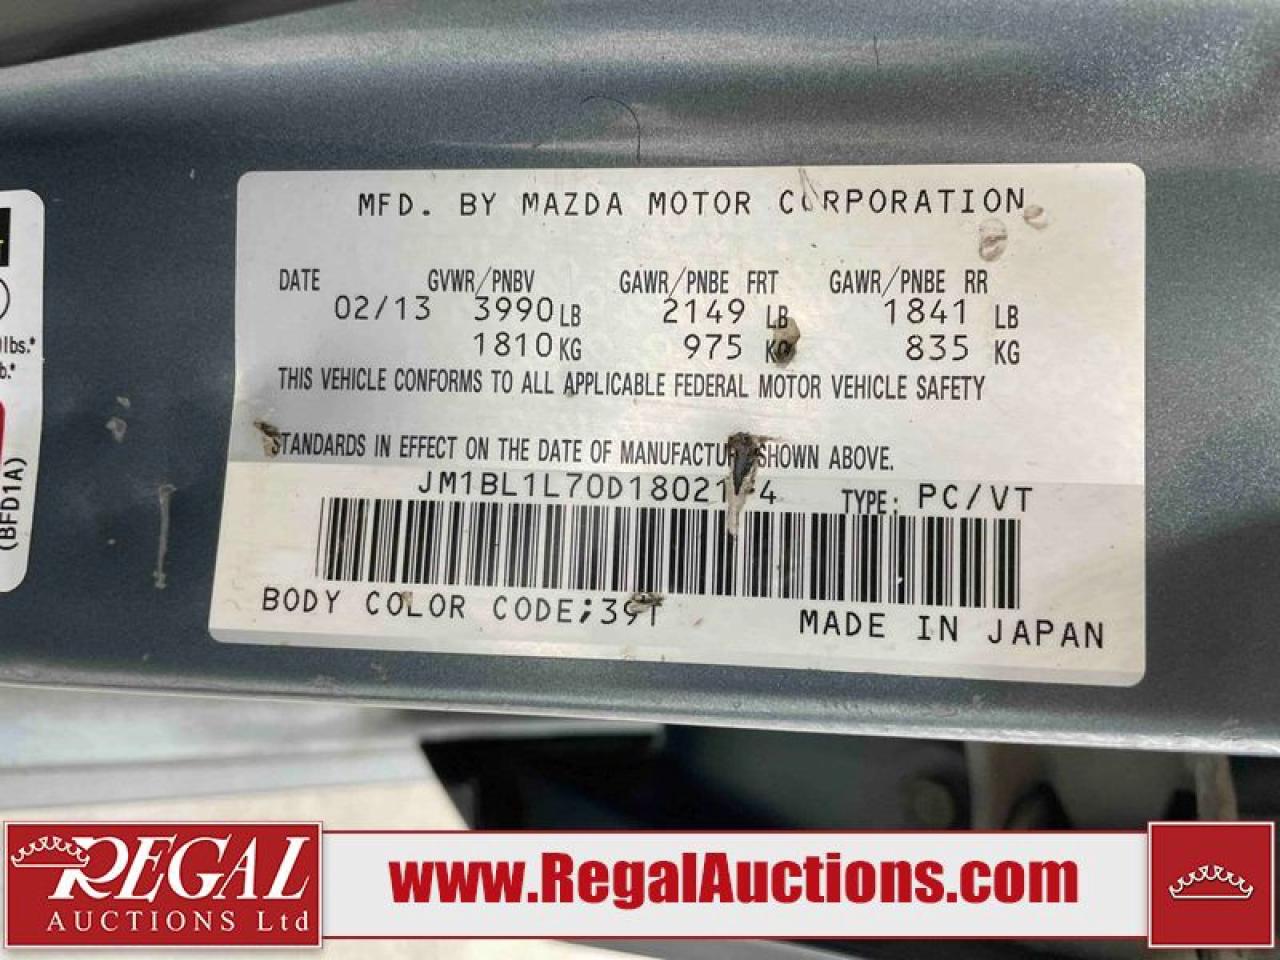 MFD. BY MAZDA MOTOR CORPORATION
DATE GVWR/PNBV GAWR/PNBE FRT GAWR/PNBE RR
02/13 3990 LB 2149 LB 1841 LB
1810 KG 975 KG 835 KG
THIS VEHICLE CONFORMS TO ALL APPLICABLE FEDERAL MOTOR VEHICLE SAFETY
STANDARDS IN EFFECT ON THE DATE OF MANUFACTURE SHOWN ABOVE.
TYPE: PC/VT
BODY COLOR CODE;39T
MADE IN JAPAN
lbs.*
b.*
(BFD1A)
REGAL
AUCTIONS Ltd
www.RegalAuctions.com